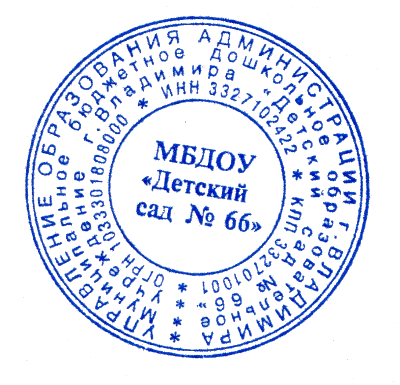 УПРАВЛЕНИЕ ОБРАЗОВАНИЯ АДМИНИСТРАЦИИ г. ВЛАДИМИРА *
Муниципальное бюджетное дошкольное образовательное *
учреждение г.Владимира "Детский сад № 66" *
ОГРН 1033301808000 * ИНН 3327102422 * КПП 332701001 *
МБДОУ
«Детский
сад № 66»